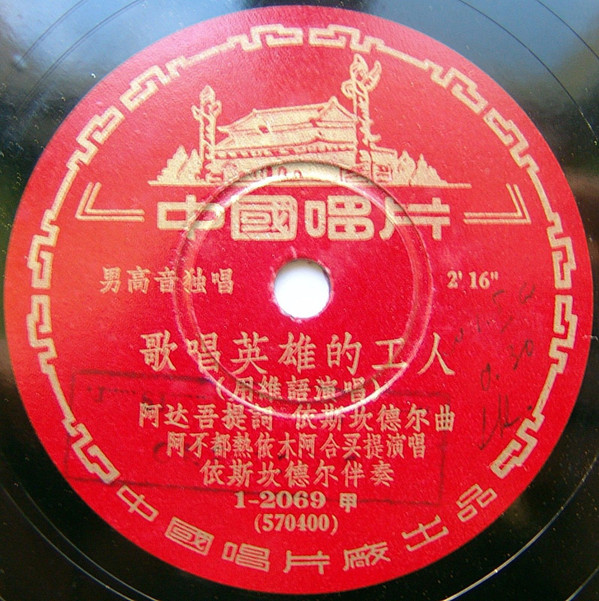 中國唱片
男高音独唱 2' 16"
歌唱英雄的工人
(用維語演唱)
阿达吾提詞 依斯坎德尔曲
阿不都熱依木阿合买提演唱
依斯坎德尔伴奏
1-2069 甲
(570400)
中國唱片廠出品